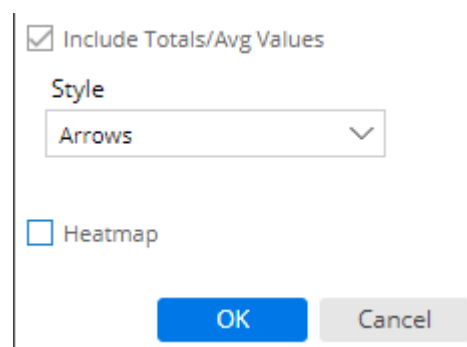 Include Totals/Avg Values
Style
Arrows
Heatmap
OK Cancel